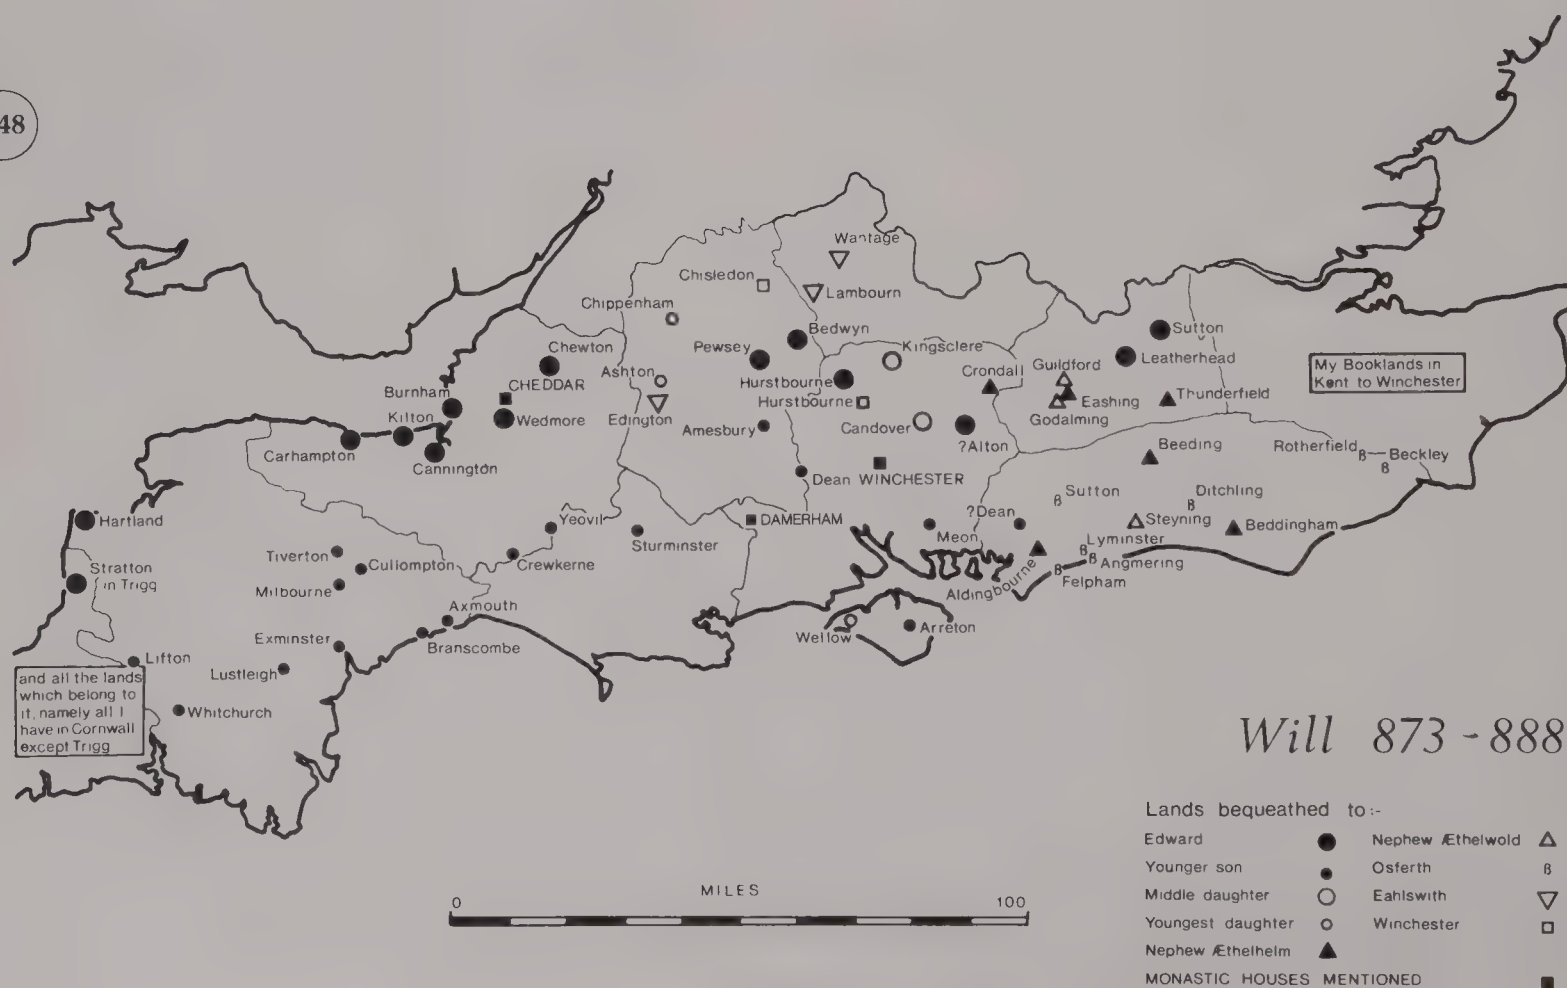 48
Wantage
Chisledon
Lambourn
Chippenham
Bedwyn
Sutton
Chewton
Pewsey
Kingsclere
Guildford
Leatherhead
Ashton
Crondall
My Booklands in
Kent to Winchester
CHEDDAR
Hurstbourne
Burnham
Hurstbourne
Eashing
Thunderfield
Kilton
Wedmore
Edington
Godalming
Amesbury
Candover
?Alton
Beeding
Rotherfield
Beckley
Carhampton
Cannington
Dean
WINCHESTER
Sutton
Ditchling
Hartland
Yeovil
DAMERHAM
?Dean
Steyning
Beddingham
Sturminster
Meon
Lyminster
Tiverton
Cullompton
Crewkerne
Angmering
Stratton
in Trigg
Aldingbourne
Felpham
Milbourne
Axmouth
Wellow
Arreton
Exminster
Branscombe
Lifton
Lustleigh
and all the lands
which belong to
it, namely all I
have in Cornwall
except Trigg
Whitchurch
Will 873 - 888
Lands bequeathed to:-
Edward
Nephew Æthelwold
Younger son
Osferth
ß
Middle daughter
Eahlswith
Youngest daughter
Winchester
Nephew Æthelhelm
MONASTIC HOUSES MENTIONED
MILES
0 100